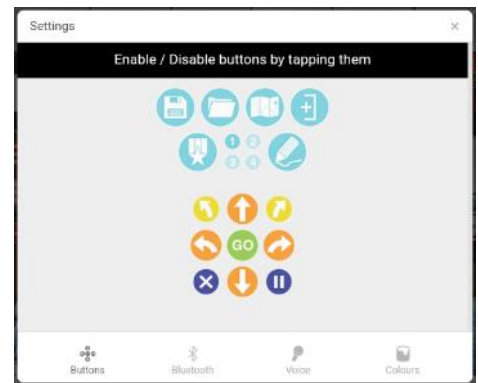 Settings
Enable / Disable buttons by tapping them
1 2
3 4
GO
Buttons Bluetooth Voice Colours